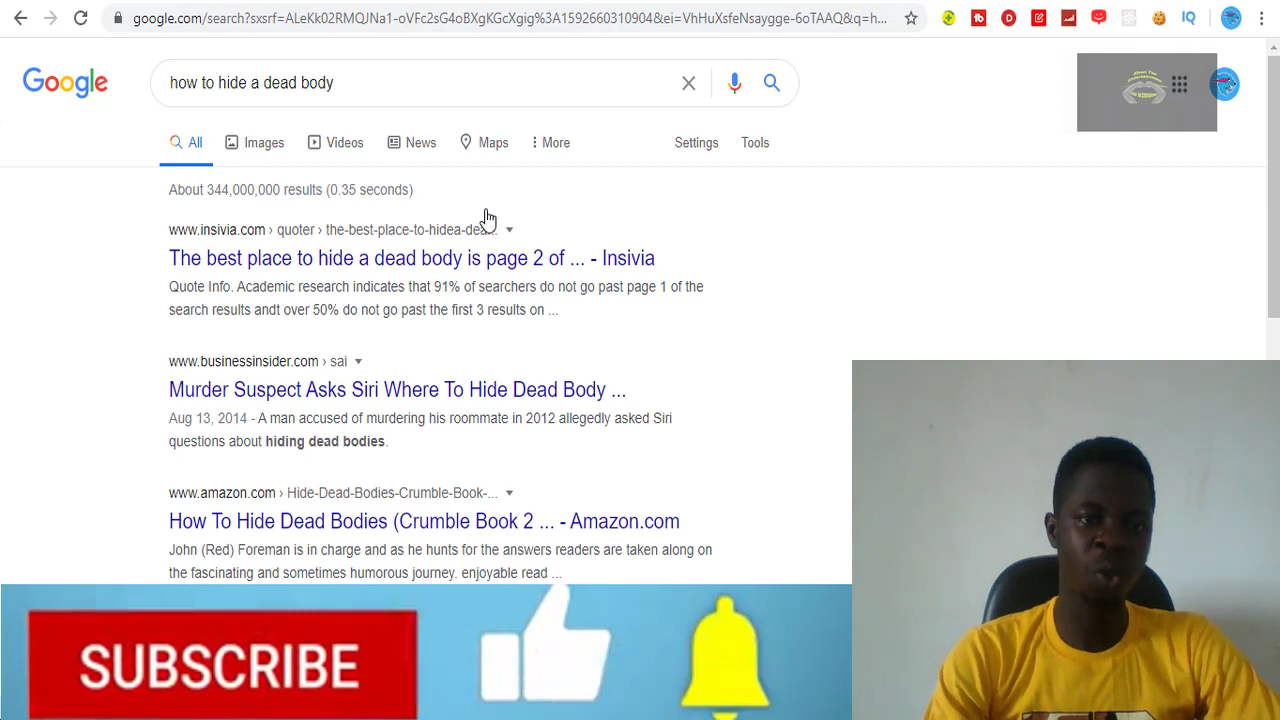 google.com/search?sxsrf=ALeKk02RMQJNa1-oVFc2sG4oBXgKGcXgig%3A1592660310904&ei=VhHuXsfeNsaygge-6oTAAQ&q=h...
Google
how to hide a dead body
All Images Videos News Maps More Settings Tools
About 344,000,000 results (0.35 seconds)
www.insivia.com › quoter › the-best-place-to-hidea-dea...
The best place to hide a dead body is page 2 of ... - Insivia
Quote Info. Academic research indicates that 91% of searchers do not go past page 1 of the
search results andt over 50% do not go past the first 3 results on ...
www.businessinsider.com › sai
Murder Suspect Asks Siri Where To Hide Dead Body ...
Aug 13, 2014 - A man accused of murdering his roommate in 2012 allegedly asked Siri
questions about hiding dead bodies.
www.amazon.com › Hide-Dead-Bodies-Crumble-Book-...
How To Hide Dead Bodies (Crumble Book 2 ... - Amazon.com
John (Red) Foreman is in charge and as he hunts for the answers readers are taken along on
the fascinating and sometimes humorous journey. enjoyable read ...
SUBSCRIBE